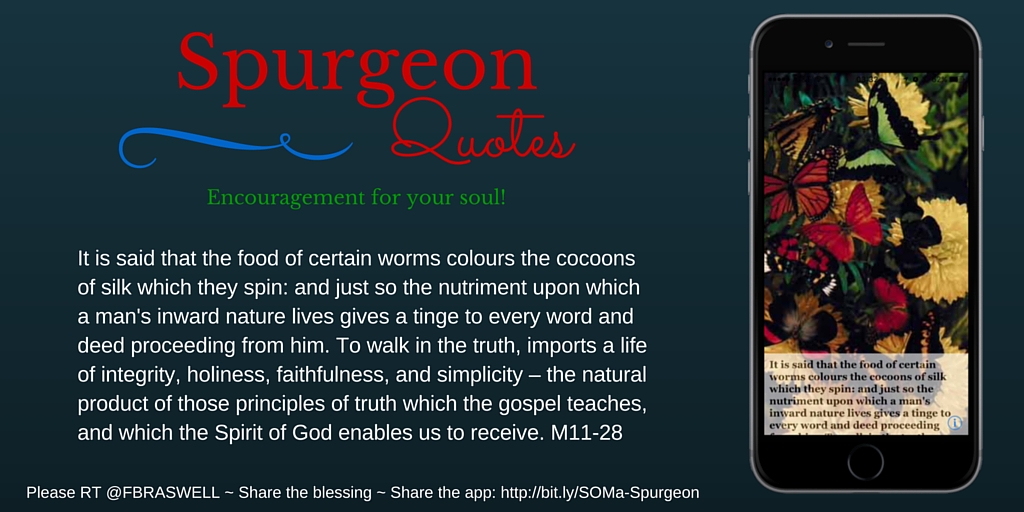 Spurgeon
Quotes
Encouragement for your soul!
It is said that the food of certain worms colours the cocoons
of silk which they spin: and just so the nutriment upon which
a man's inward nature lives gives a tinge to every word and
deed proceeding from him. To walk in the truth, imports a life
of integrity, holiness, faithfulness, and simplicity – the natural
product of those principles of truth which the gospel teaches,
and which the Spirit of God enables us to receive. M11-28
Please RT @FBRASWELL ~ Share the blessing ~ Share the app: http://bit.ly/SOMa-Spurgeon
It is said that the food of certain
worms colours the cocoons of silk
which they spin: and just so the
nutriment upon which a man's
inward nature lives gives a tinge to
every word and deed proceeding